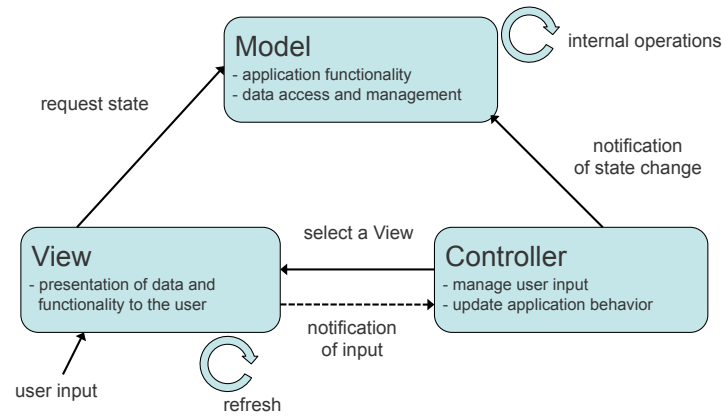 Model
- application functionality
- data access and management
internal operations
request state
notification
of state change
View
- presentation of data and
functionality to the user
select a View
Controller
- manage user input
- update application behavior
notification
of input
user input
refresh